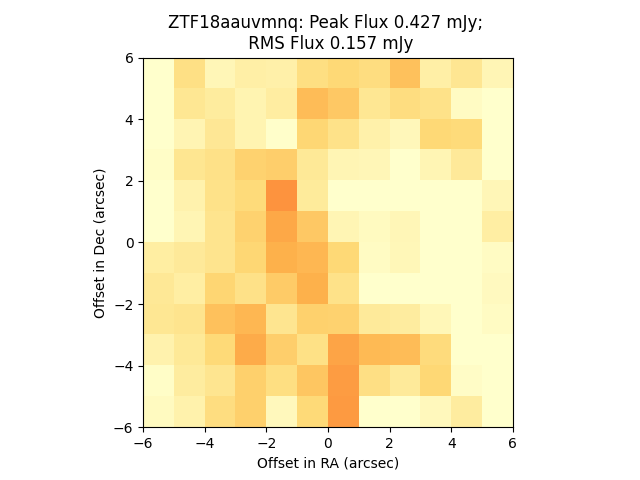 ZTF18aauvmnq: Peak Flux 0.427 mJy;
RMS Flux 0.157 mJy
6
4
2
0
−2
−4
−6
Offset in Dec (arcsec)
−6 −4 −2 0 2 4 6
Offset in RA (arcsec)